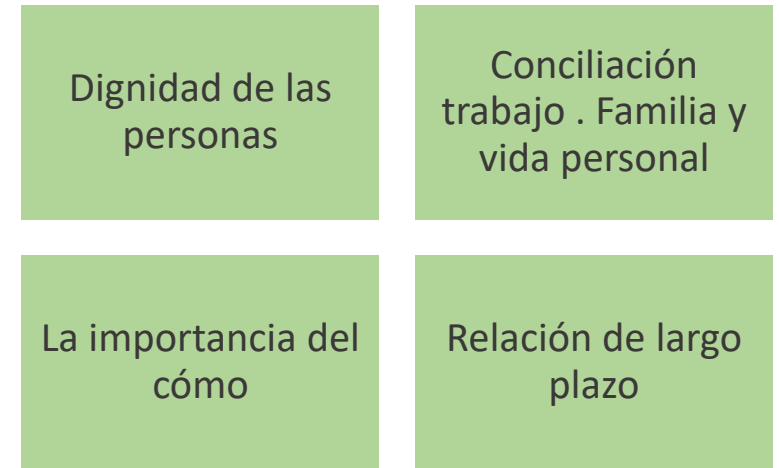 Dignidad de las
personas
Conciliación
trabajo . Familia y
vida personal
La importancia del
cómo
Relación de largo
plazo